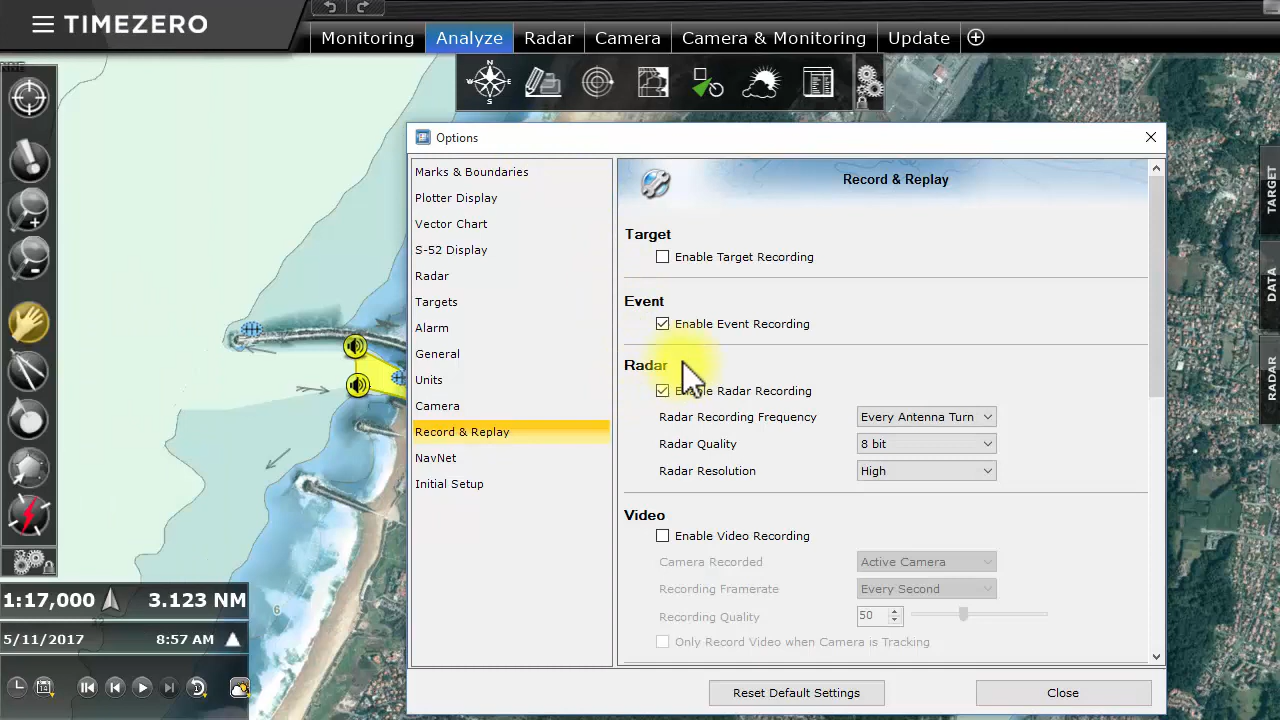 TIMEZERO
Monitoring
Analyze
Radar
Camera
Camera & Monitoring
Update
N
W
E
S
Options
Marks & Boundaries
Plotter Display
Vector Chart
S-52 Display
Radar
Targets
Alarm
General
Units
Camera
Record & Replay
NavNet
Initial Setup
Record & Replay
Target
Enable Target Recording
Event
Enable Event Recording
Radar
Enable Radar Recording
Radar Recording Frequency
Every Antenna Turn
Radar Quality
8 bit
Radar Resolution
High
Video
Enable Video Recording
Camera Recorded
Active Camera
Recording Framerate
Every Second
Recording Quality
50
Only Record Video when Camera is Tracking
Reset Default Settings
Close
TARGET
DATA
RADAR
1:17,000
3.123 NM
6
32
5/11/2017
8:57 AM